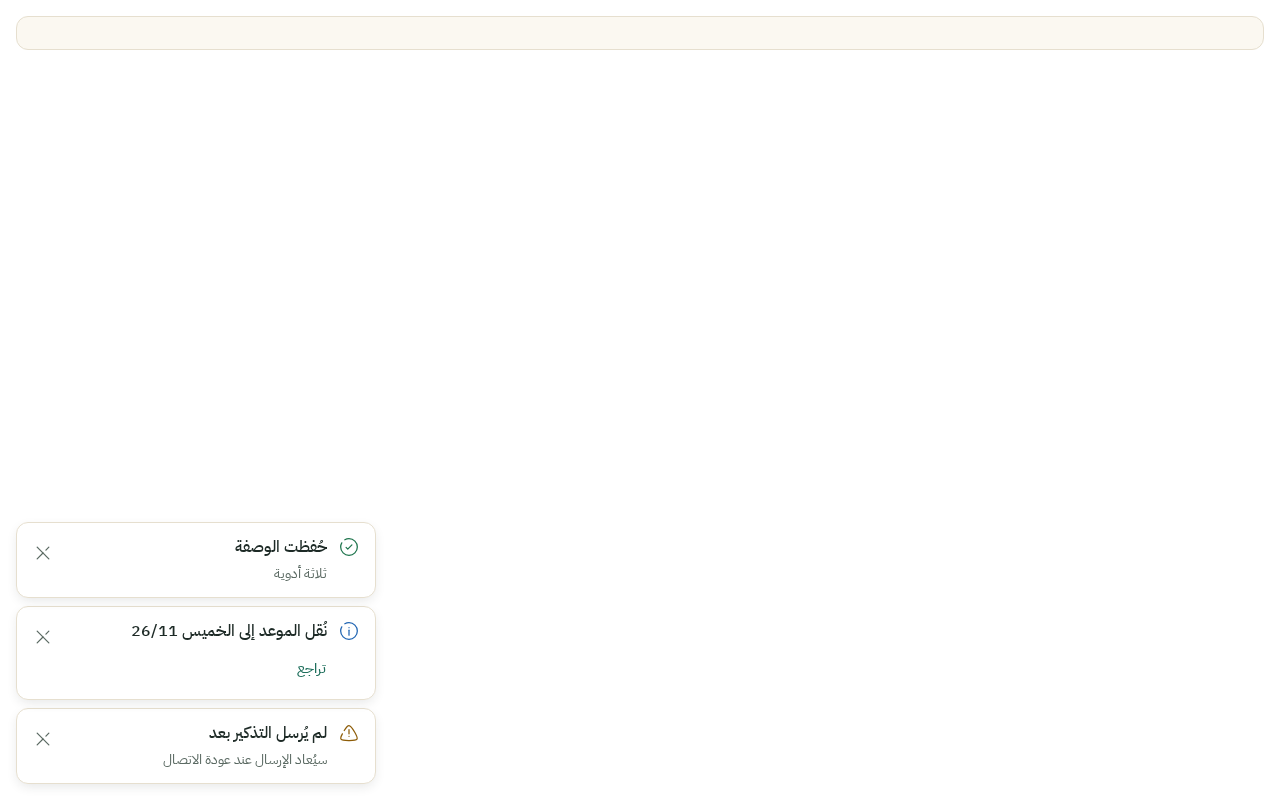 حُفظت الوصفة
ثلاثة أدوية
نُقل الموعد إلى الخميس 26/11
تراجع
لم يُرسل التذكير بعد
سيُعاد الإرسال عند عودة الاتصال